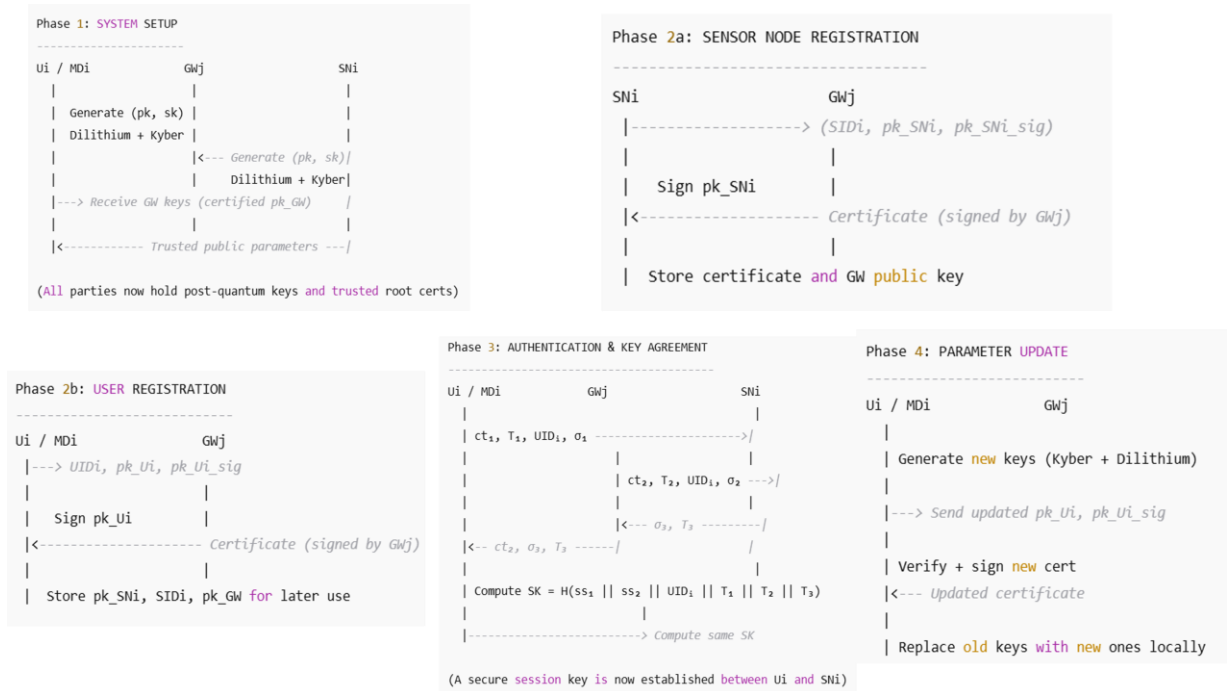 Phase 1: SYSTEM SETUP
----------------------
Ui / MDi GWj SNi
| | |
| Generate (pk, sk) | |
| Dilithium + Kyber | |
| |<--- Generate (pk, sk)|
| | Dilithium + Kyber|
|---> Receive GW keys (certified pk_GW) |
| | |
|<------------ Trusted public parameters ---|
(All parties now hold post-quantum keys and trusted root certs)
Phase 2a: SENSOR NODE REGISTRATION
-----------------------------------
SNi GWj
|-------------------> (SIDi, pk_SNi, pk_SNi_sig)
| |
| Sign pk_SNi |
|<------------------- Certificate (signed by GWj)
| |
| Store certificate and GW public key
Phase 2b: USER REGISTRATION
----------------------------
Ui / MDi GWj
|---> UIDi, pk_Ui, pk_Ui_sig
| |
| Sign pk_Ui |
|<-------------------- Certificate (signed by GWj)
| |
| Store pk_SNi, SIDi, pk_GW for later use
Phase 3: AUTHENTICATION & KEY AGREEMENT
----------------------------------------
Ui / MDi GWj SNi
| |
| ct₁, T₁, UIDᵢ, σ₁ ---------------------->|
| | |
| | ct₂, T₂, UIDᵢ, σ₂ --->|
| | |
| |<--- σ₃, T₃ ---------|
|<-- ct₂, σ₃, T₃ ------| |
| |
| Compute SK = H(ss₁ || ss₂ || UIDᵢ || T₁ || T₂ || T₃)
| |
|--------------------------> Compute same SK
(A secure session key is now established between Ui and SNi)
Phase 4: PARAMETER UPDATE
----------------------------
Ui / MDi GWj
|
| Generate new keys (Kyber + Dilithium)
|
|---> Send updated pk_Ui, pk_Ui_sig
|
| Verify + sign new cert
|<--- Updated certificate
|
| Replace old keys with new ones locally